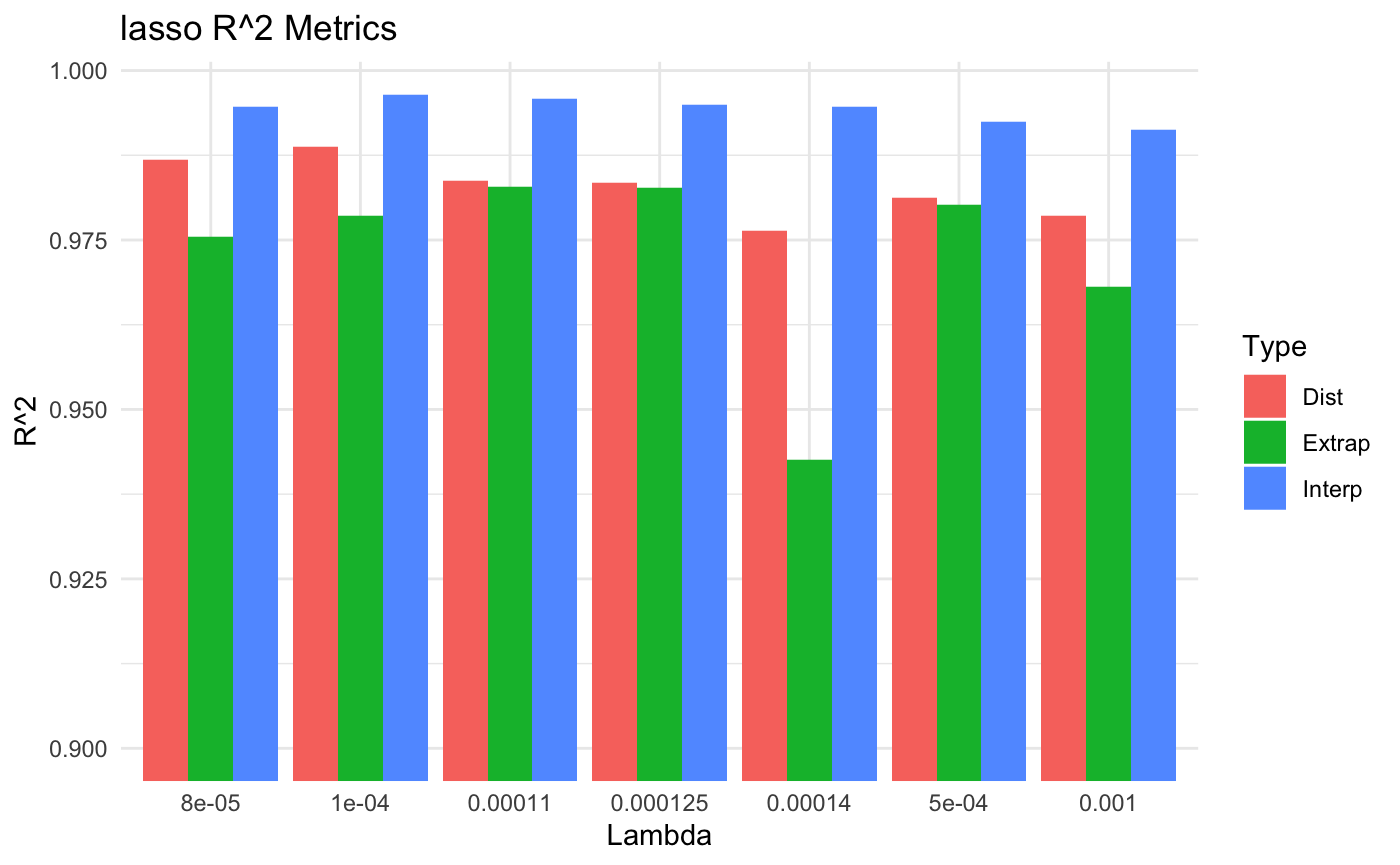 lasso R^2 Metrics
1.000
0.975
0.950
0.925
0.900
R^2
8e-05
1e-04
0.00011
0.000125
0.00014
5e-04
0.001
Lambda
Type
Dist
Extrap
Interp